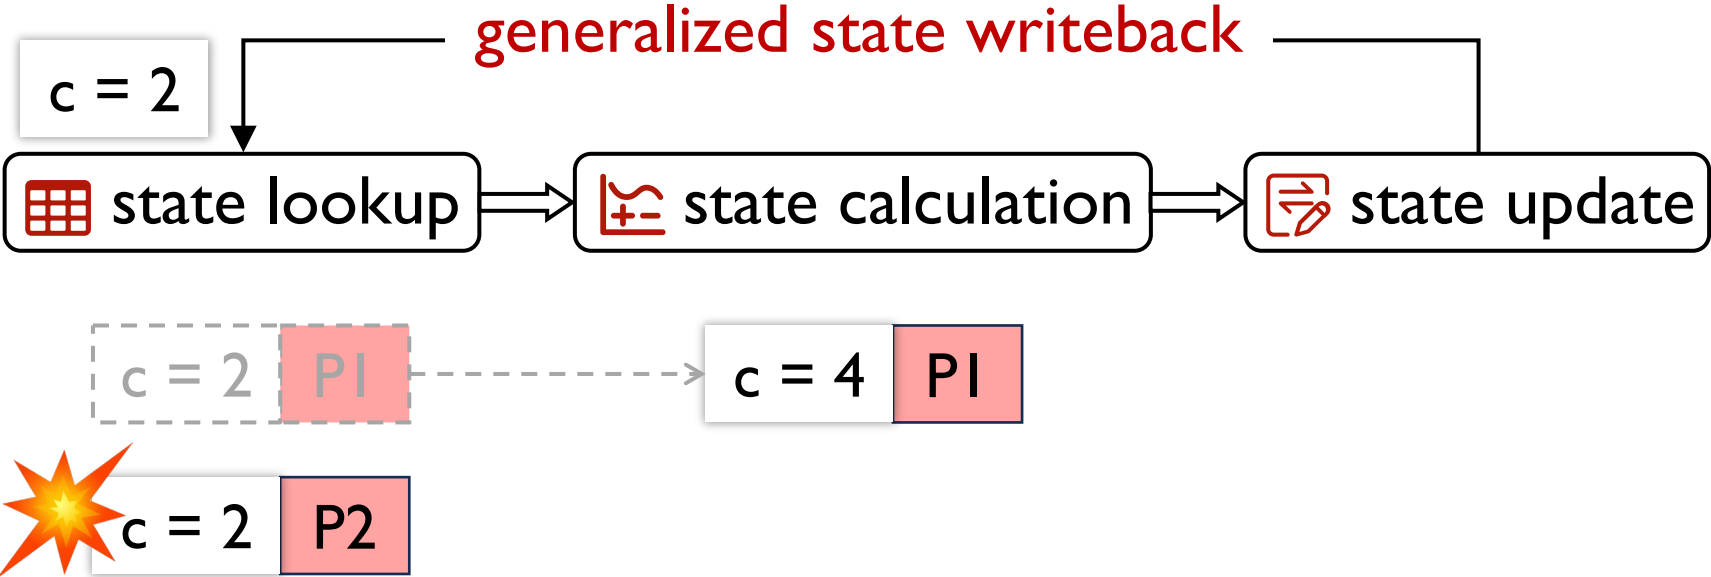 generalized state writeback
c = 2
state lookup
state calculation
state update
c = 2 P1
c = 4 P1
c = 2 P2